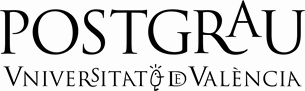 POSTGRAU
VNIVERSITAT DE VALÈNCIA